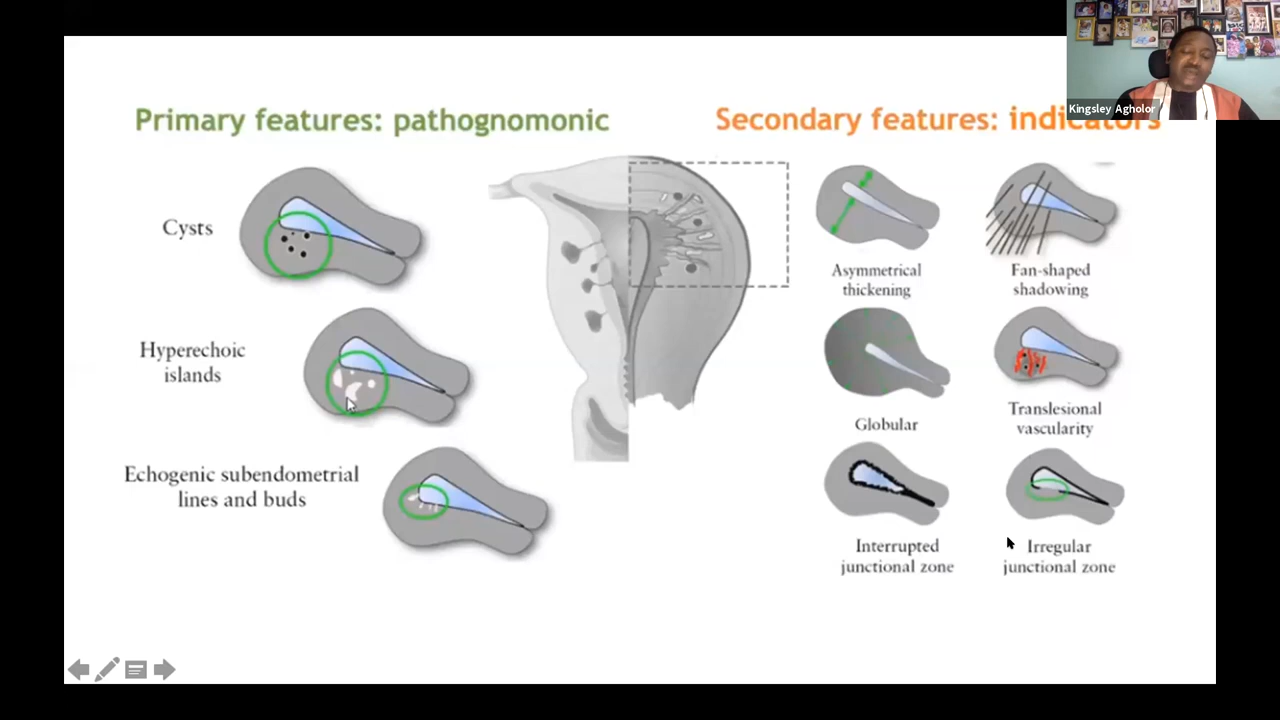 Kingsley Agholor
Primary features: pathognomonic
Secondary features: indicators
Cysts
Hyperechoic
islands
Echogenic subendometrial
lines and buds
Asymmetrical
thickening
Fan-shaped
shadowing
Globular
Translesional
vascularity
Interrupted
junctional zone
Irregular
junctional zone